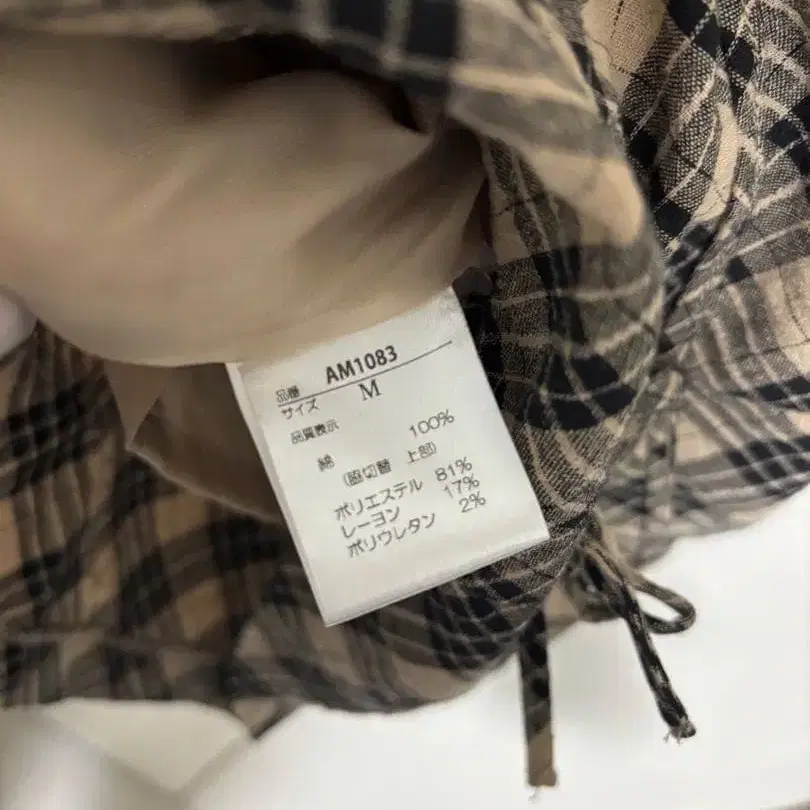 品番 AM1083
サイズ M
品質表示
綿 100%
(脇切替 上部)
ポリエステル 81%
レーヨン 17%
ポリウレタン 2%